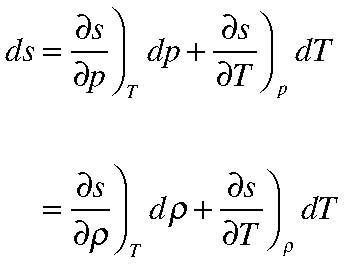 ds = ∂s/∂p )_T dp + ∂s/∂T )_p dT
= ∂s/∂ρ )_T dρ + ∂s/∂T )_ρ dT